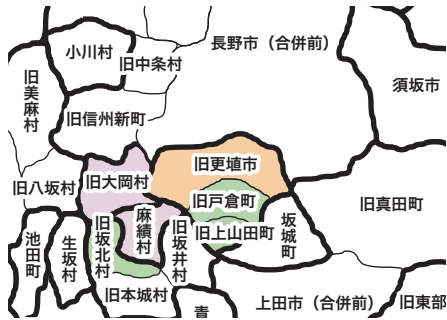 長野市（合併前）
小川村
旧中条村
須坂市
旧美麻村
旧信州新町
旧更埴市
旧大岡村
旧八坂村
旧戸倉町
旧真田町
麻績村
坂城町
旧坂北村
旧坂井村
旧上山田町
池田町
生坂村
旧本城村
上田市（合併前）
旧東部
青